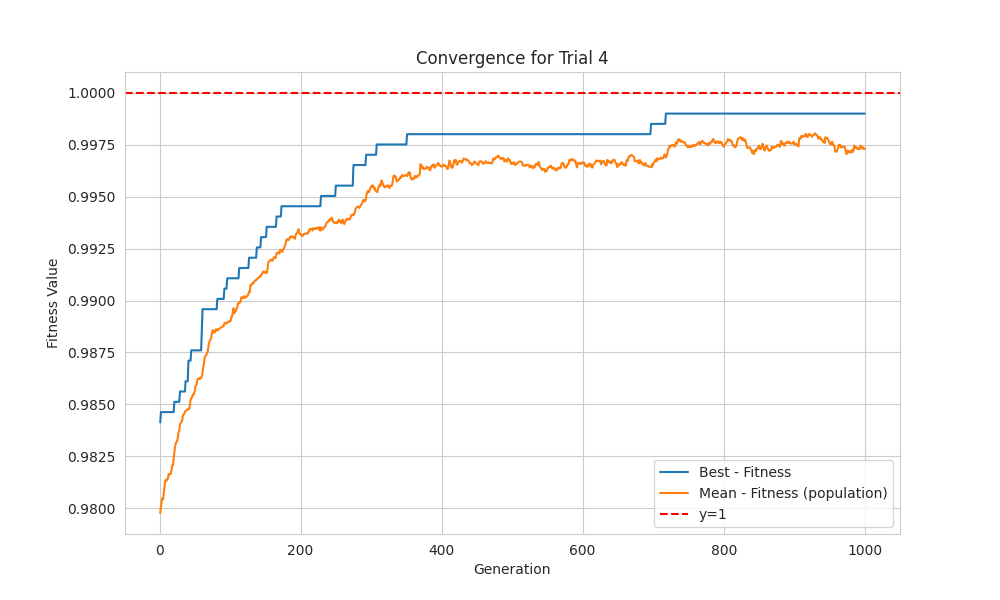 Convergence for Trial 4
Fitness Value
1.0000
0.9975
0.9950
0.9925
0.9900
0.9875
0.9850
0.9825
0.9800
Best - Fitness
Mean - Fitness (population)
y=1
0 200 400 600 800 1000
Generation